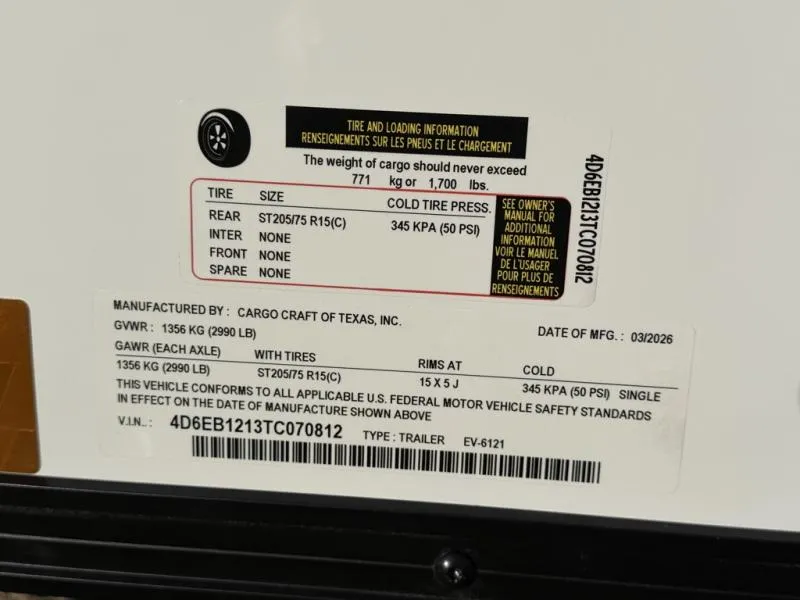 TIRE AND LOADING INFORMATION
RENSEIGNEMENTS SUR LES PNEUS ET LE CHARGEMENT
The weight of cargo should never exceed
771 kg or 1,700 lbs.
TIRE SIZE COLD TIRE PRESS.
REAR ST205/75 R15(C) 345 KPA (50 PSI)
INTER NONE
FRONT NONE
SPARE NONE
SEE OWNER'S
MANUAL FOR
ADDITIONAL
INFORMATION
VOIR LE MANUEL
DE L'USAGER
POUR PLUS DE
RENSEIGNEMENTS
4D6EB1213TC070812
MANUFACTURED BY : CARGO CRAFT OF TEXAS, INC.
GVWR : 1356 KG (2990 LB) DATE OF MFG. : 03/2026
GAWR (EACH AXLE) WITH TIRES RIMS AT COLD
1356 KG (2990 LB) ST205/75 R15(C) 15 X 5 J 345 KPA (50 PSI) SINGLE
THIS VEHICLE CONFORMS TO ALL APPLICABLE U.S. FEDERAL MOTOR VEHICLE SAFETY STANDARDS
IN EFFECT ON THE DATE OF MANUFACTURE SHOWN ABOVE
V.I.N.. : 4D6EB1213TC070812 TYPE : TRAILER EV-6121